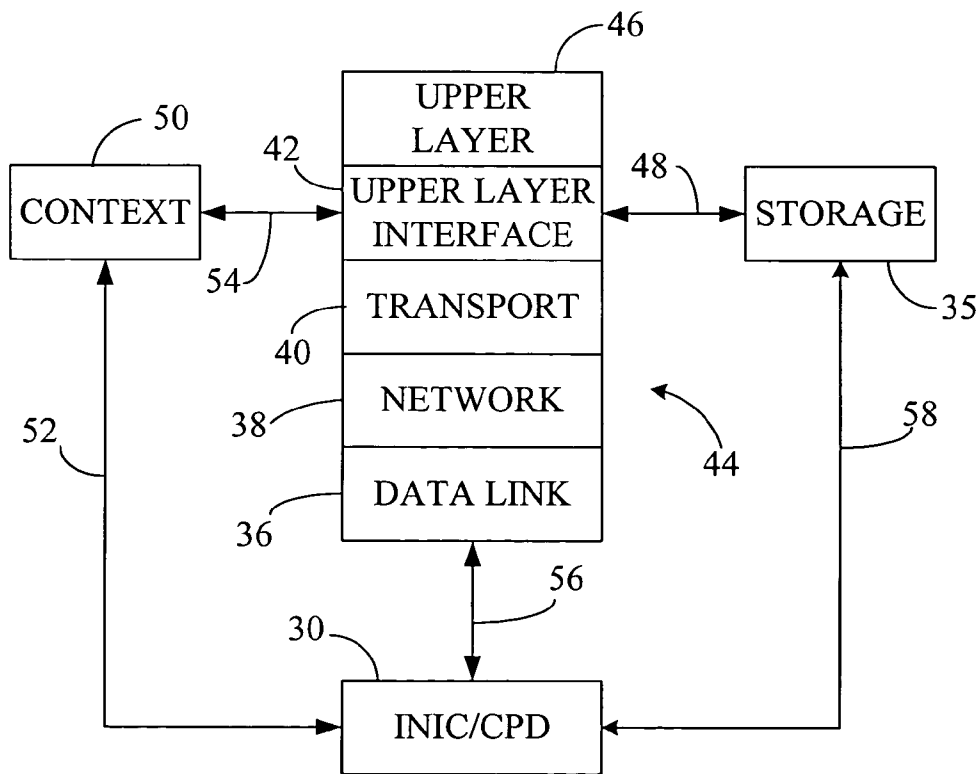 46
UPPER
LAYER
50
42
48
CONTEXT
UPPER LAYER
INTERFACE
STORAGE
54
35
TRANSPORT
40
NETWORK
38
52
58
44
DATA LINK
36
56
30
INIC/CPD